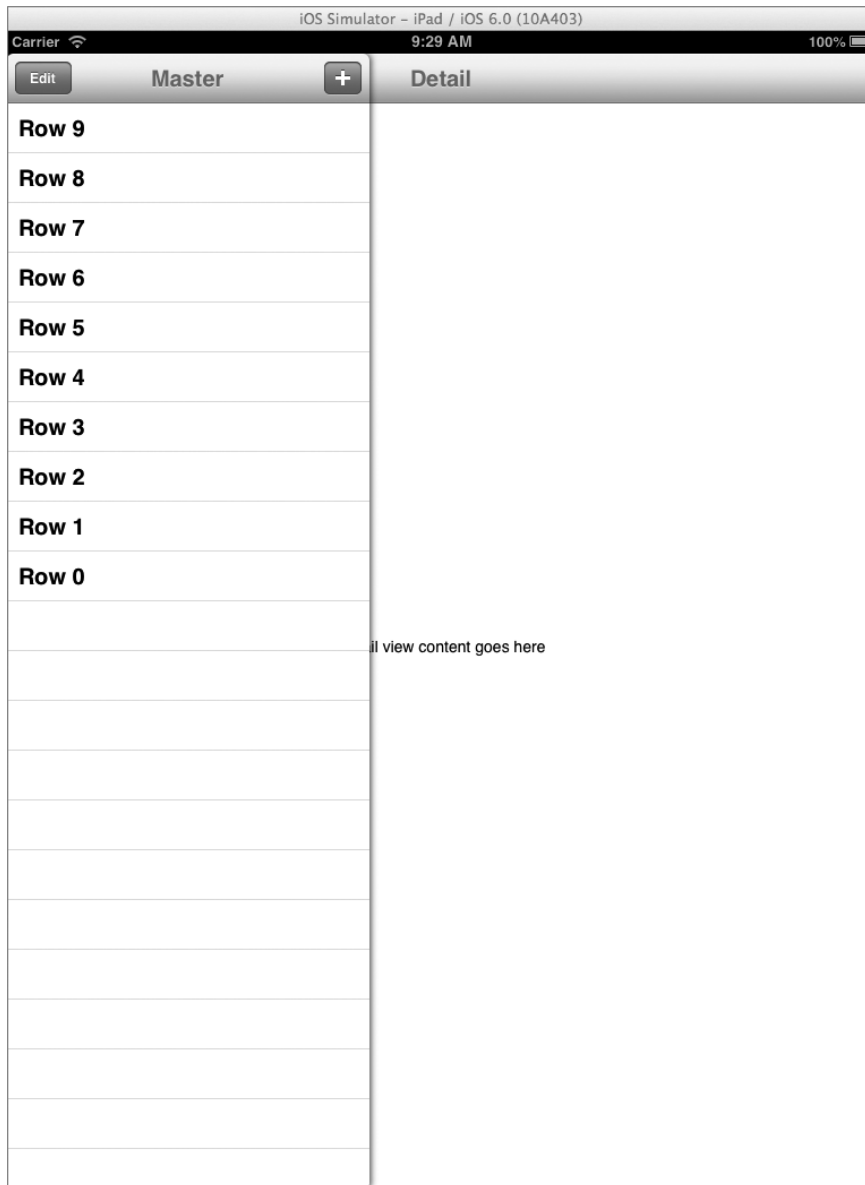 iOS Simulator – iPad / iOS 6.0 (10A403)
Carrier 9:29 AM 100%
Edit Master + Detail
Row 9
Row 8
Row 7
Row 6
Row 5
Row 4
Row 3
Row 2
Row 1
Row 0
il view content goes here